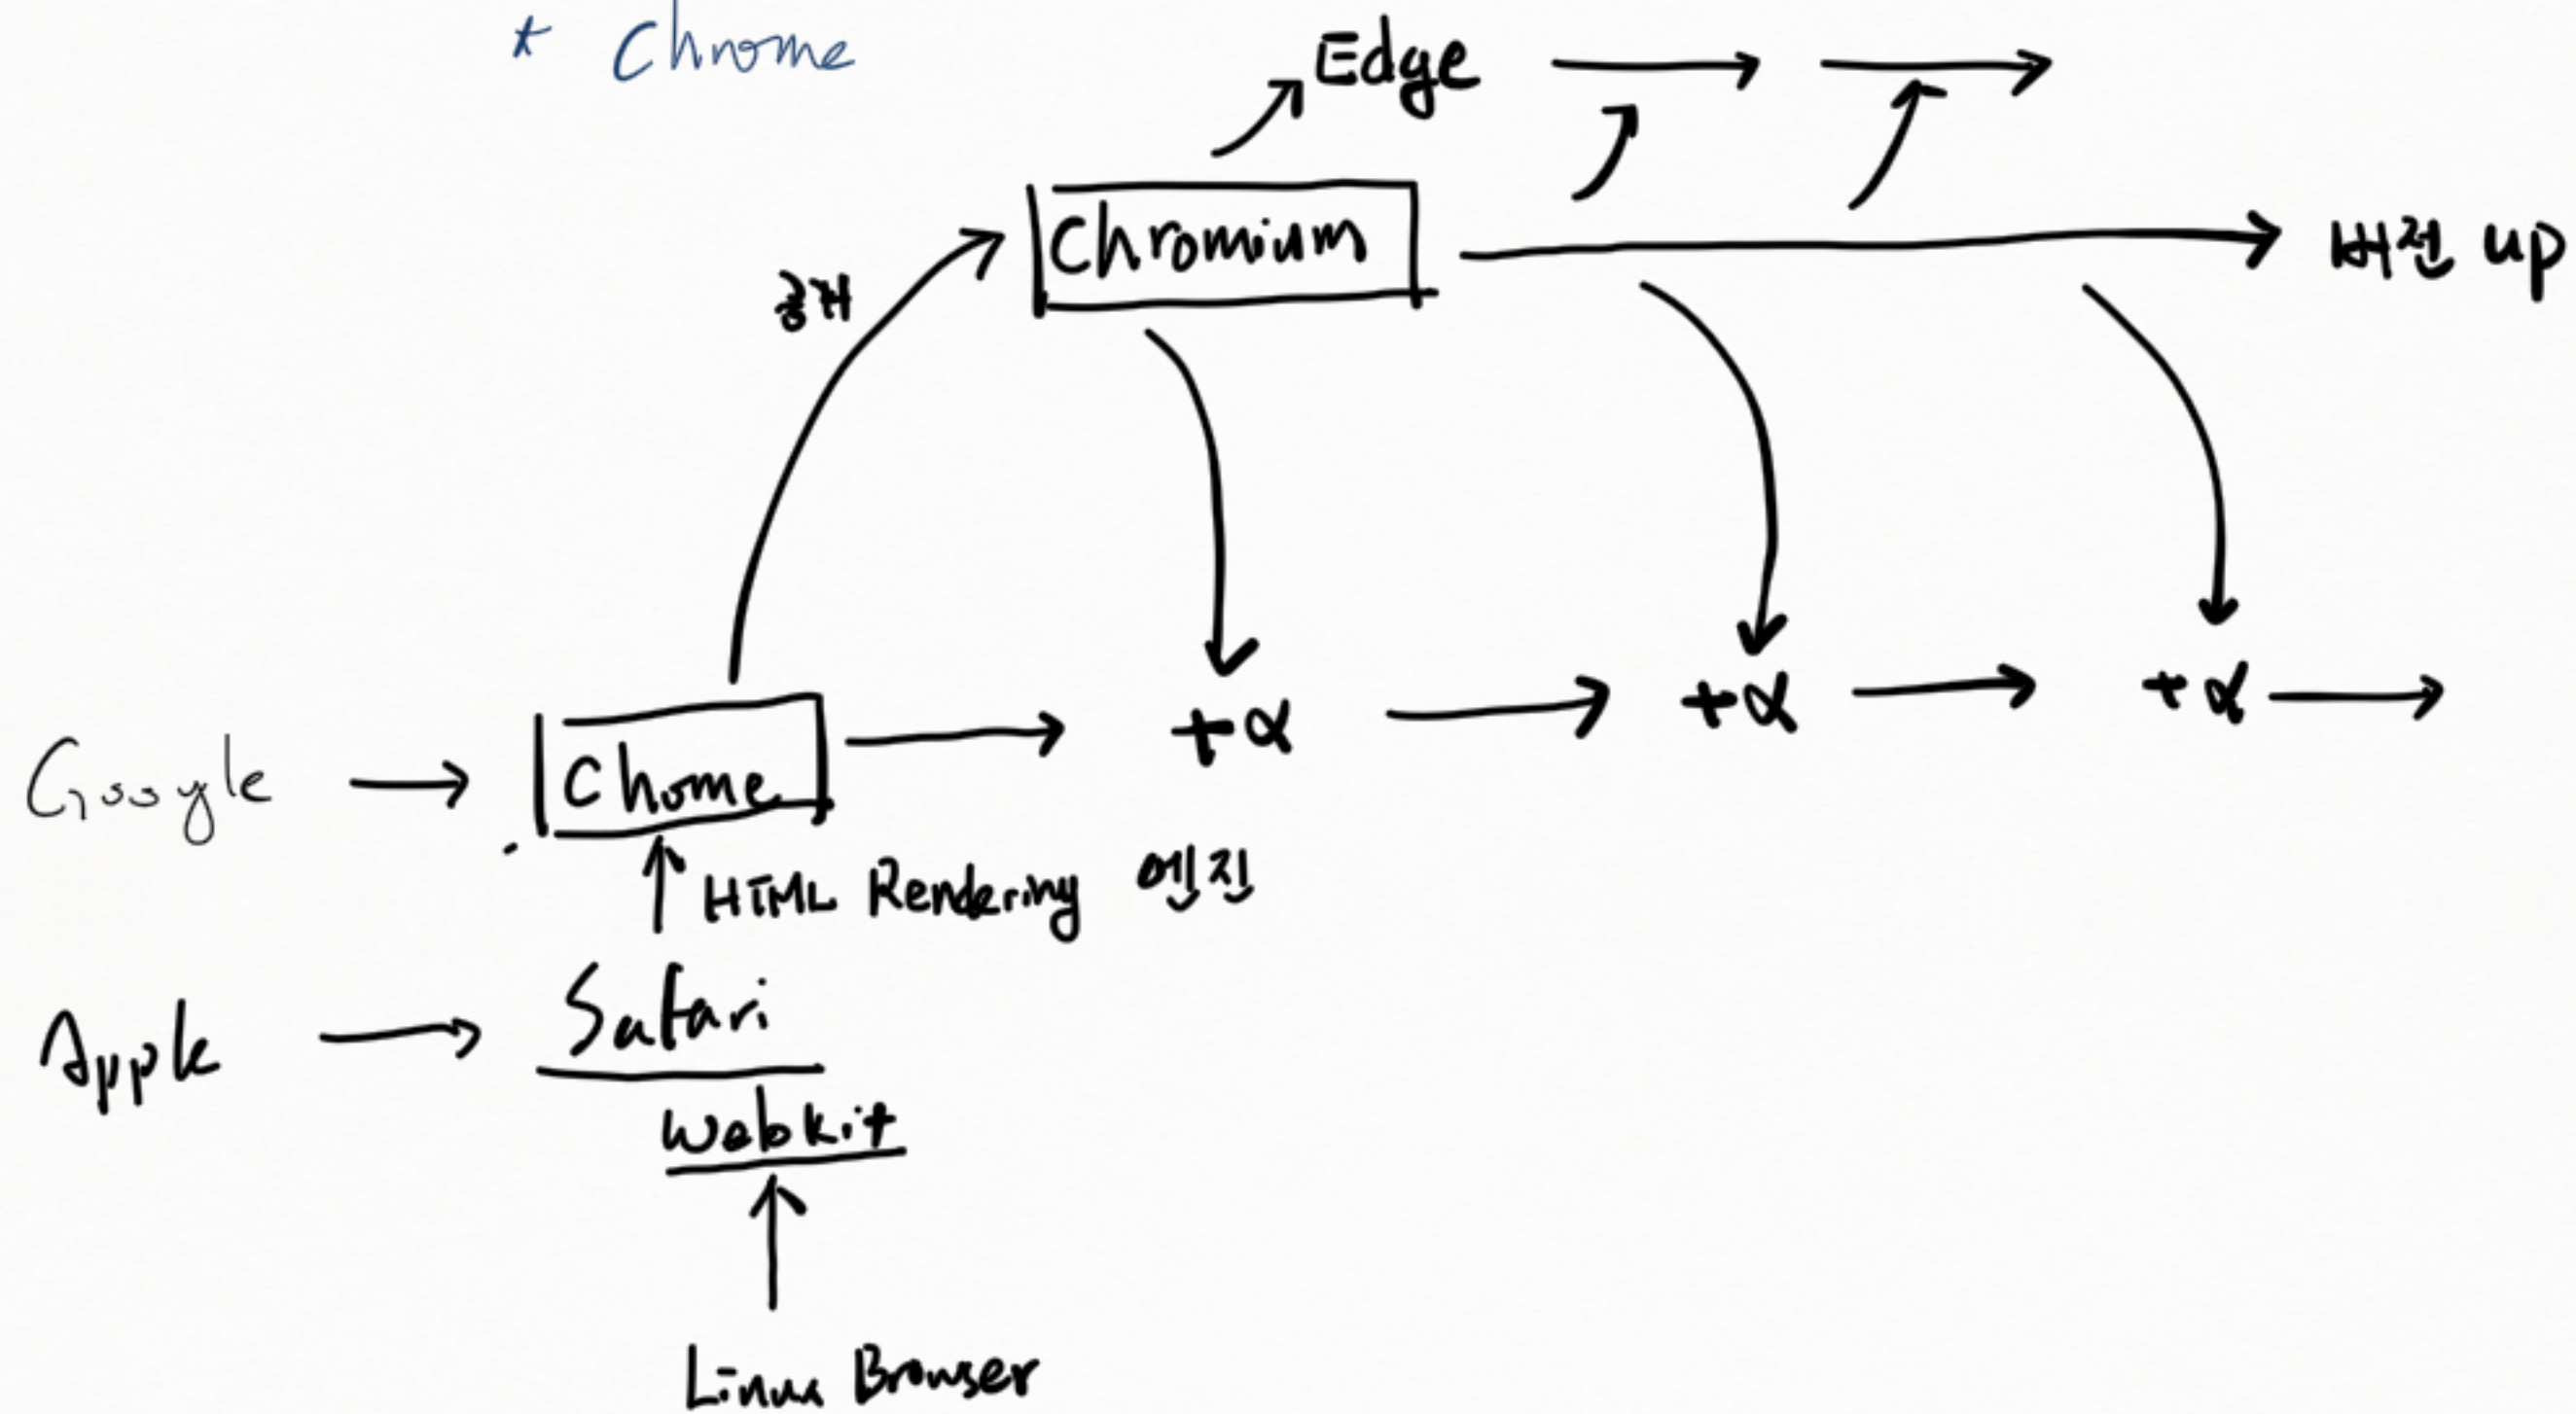 * Chrome
Edge
Chromium
버전 up
공개
+α
+α
+α
Google
Chome
HTML Rendering 엔진
Safari
Apple
Webkit
Linux Browser